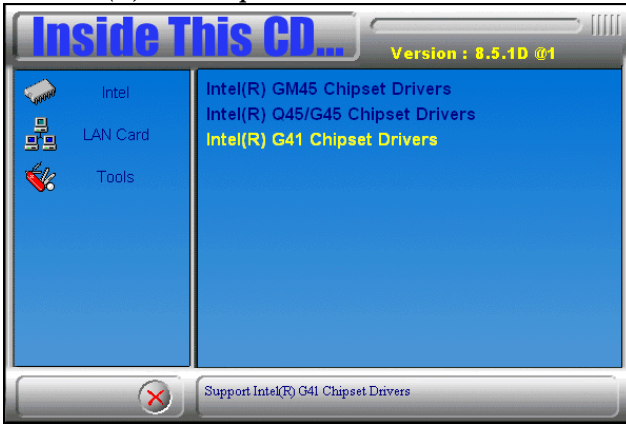 Inside This CD...
Version : 8.5.1D @1
Intel
LAN Card
Tools
Intel(R) GM45 Chipset Drivers
Intel(R) Q45/G45 Chipset Drivers
Intel(R) G41 Chipset Drivers
Support Intel(R) G41 Chipset Drivers